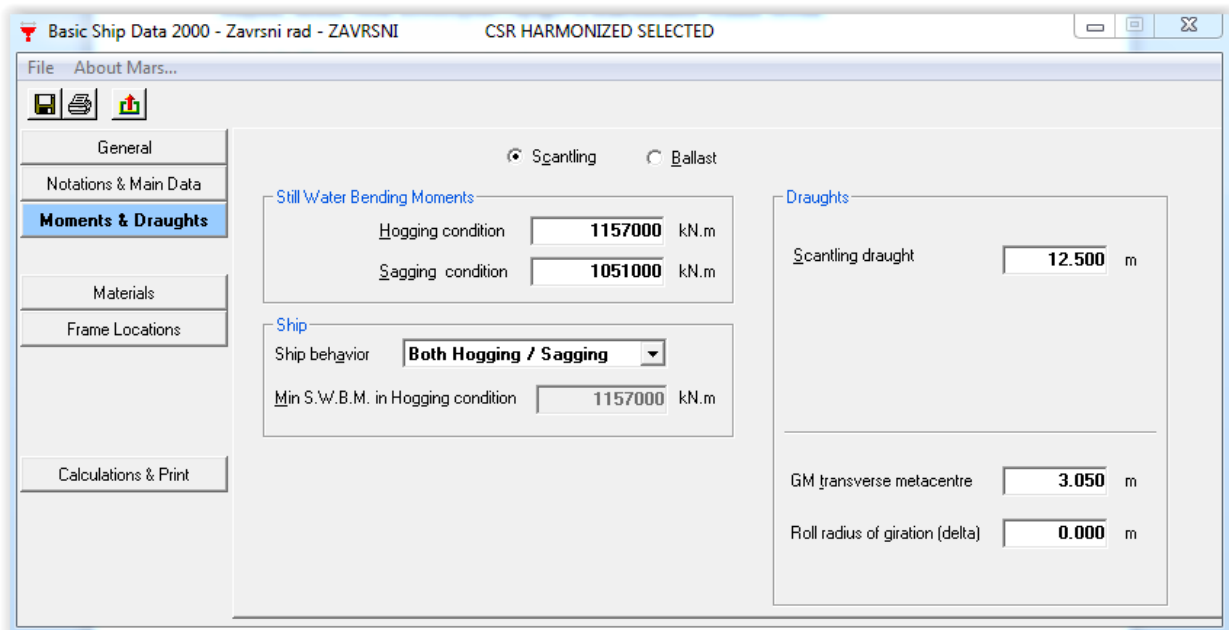 Basic Ship Data 2000 - Zavrsni rad - ZAVRSNI CSR HARMONIZED SELECTED
File About Mars...
General
Notations & Main Data
Moments & Draughts
Materials
Frame Locations
Calculations & Print
Scantling Ballast
Still Water Bending Moments
Hogging condition 1157000 kN.m
Sagging condition 1051000 kN.m
Ship
Ship behavior Both Hogging / Sagging
Min S.W.B.M. in Hogging condition 1157000 kN.m
Draughts
Scantling draught 12.500 m
GM transverse metacentre 3.050 m
Roll radius of giration (delta) 0.000 m